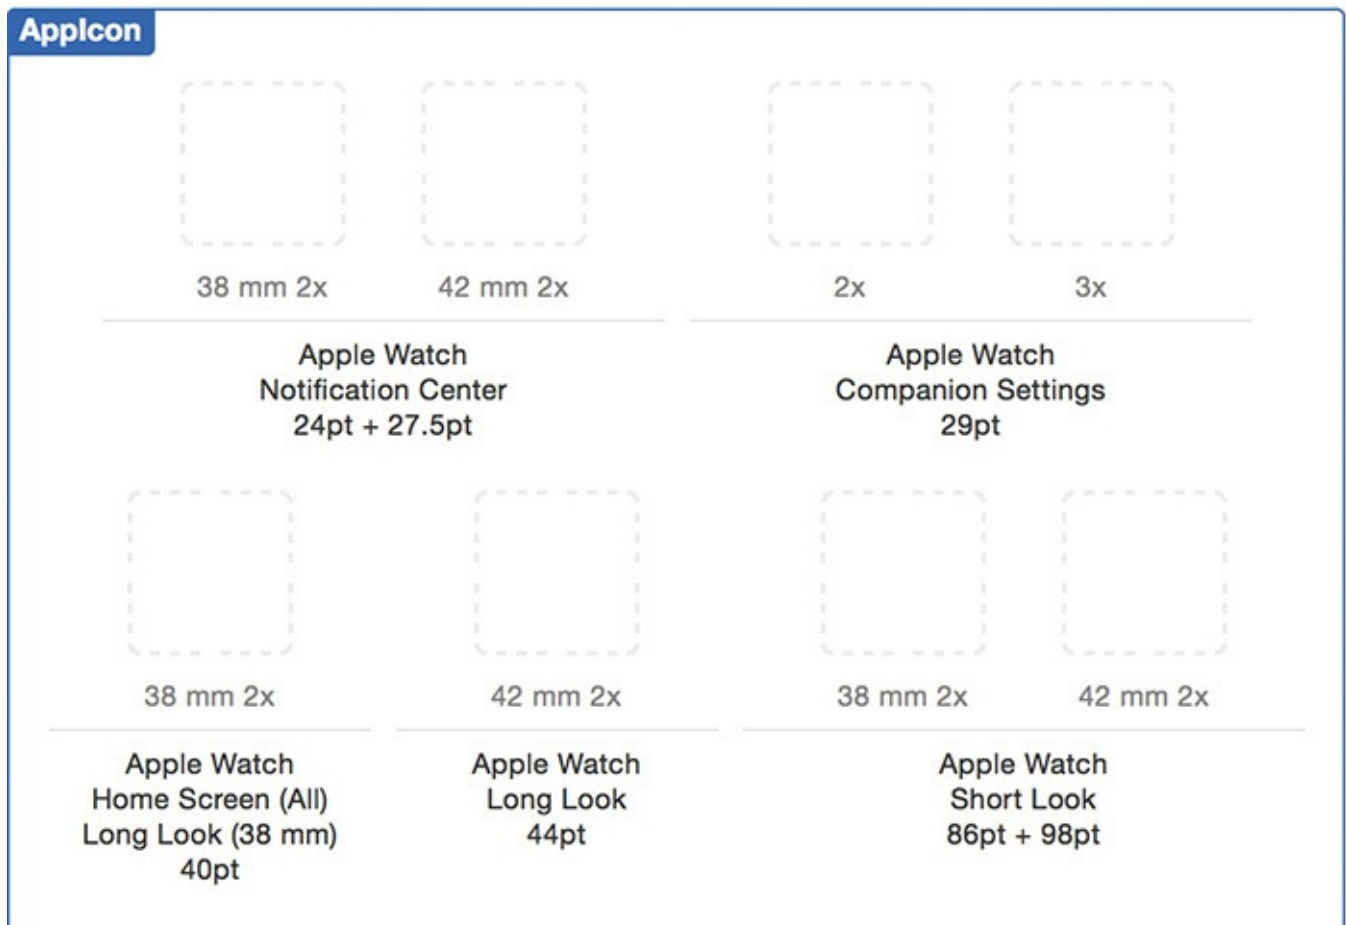 AppIcon
38 mm 2x
42 mm 2x
2x
3x
Apple Watch
Notification Center
24pt + 27.5pt
Apple Watch
Companion Settings
29pt
38 mm 2x
42 mm 2x
38 mm 2x
42 mm 2x
Apple Watch
Home Screen (All)
Long Look (38 mm)
40pt
Apple Watch
Long Look
44pt
Apple Watch
Short Look
86pt + 98pt